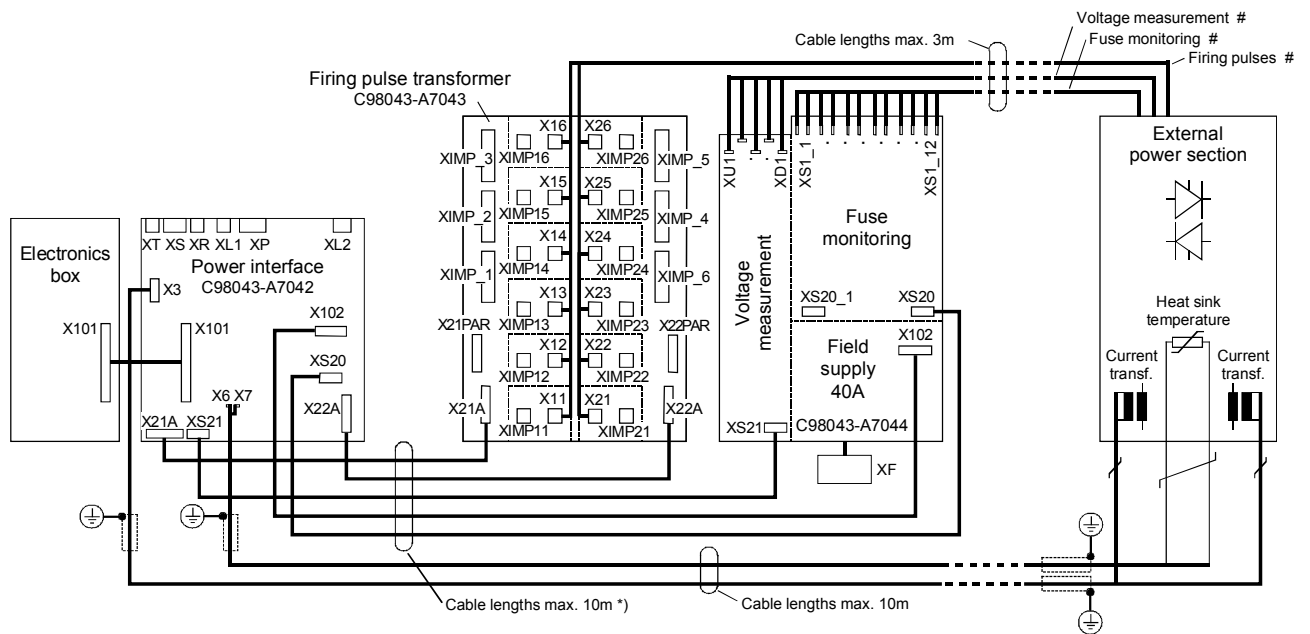 Voltage measurement #
Cable lengths max. 3m
Fuse monitoring #
Firing pulses #
Firing pulse transformer
C98043-A7043
External
power section
X16
X26
XIMP_3
XIMP16
XIMP26
XIMP_5
XU1
XD1
XS1_1
XS1_12
X15
X25
XIMP_2
XIMP15
XIMP25
XIMP_4
X14
X24
XIMP_1
XIMP14
XIMP24
XIMP_6
X13
X23
X21PAR
XIMP13
XIMP23
X22PAR
X12
X22
XIMP12
XIMP22
X21A
X11
X21
X22A
XIMP11
XIMP21
Electronics
box
XT
XS
XR
XL1
XP
XL2
Power interface
C98043-A7042
X3
X101
X101
X102
XS20
X6
X7
X22A
X21A
XS21
Voltage
measurement
Fuse
monitoring
XS20_1
XS20
X102
Field
supply
40A
XS21
C98043-A7044
XF
Heat sink
temperature
Current
transf.
Current
transf.
Cable lengths max. 10m *)
Cable lengths max. 10m